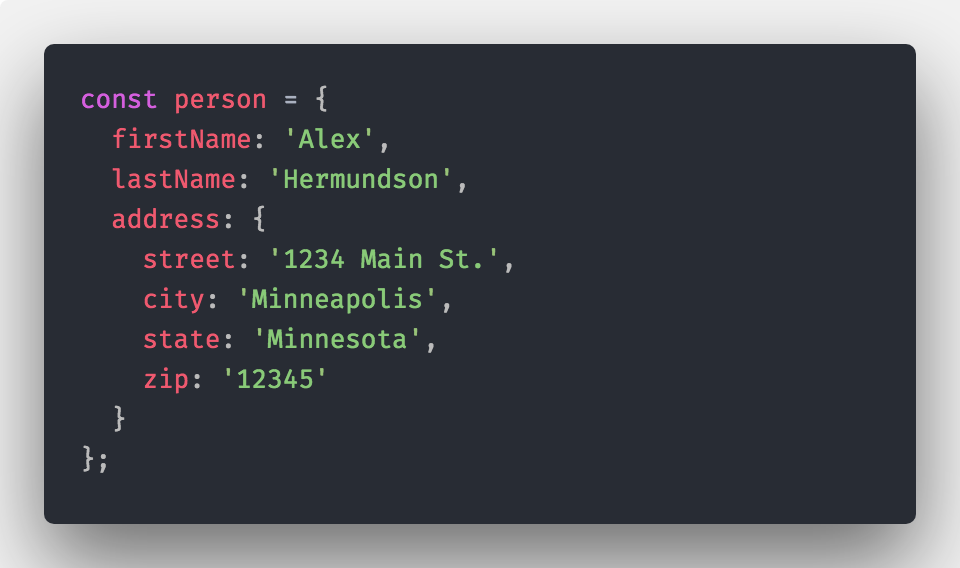 const person = {
  firstName: 'Alex',
  lastName: 'Hermundson',
  address: {
    street: '1234 Main St.',
    city: 'Minneapolis',
    state: 'Minnesota',
    zip: '12345'
  }
};